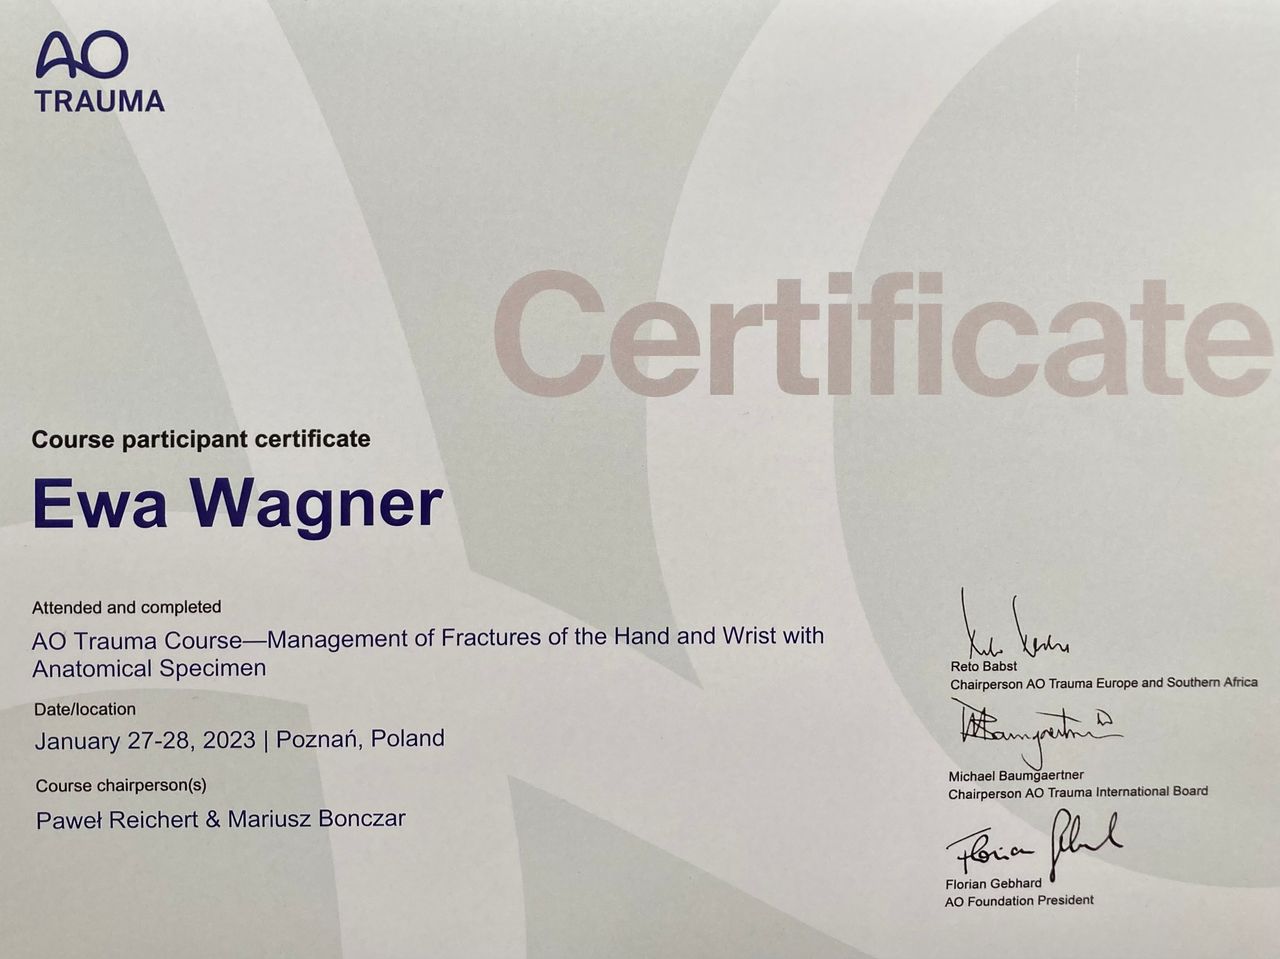 AO
TRAUMA
Certificate
Course participant certificate
Ewa Wagner
Attended and completed
AO Trauma Course—Management of Fractures of the Hand and Wrist with
Anatomical Specimen
Date/location
January 27-28, 2023 | Poznań, Poland
Course chairperson(s)
Paweł Reichert & Mariusz Bonczar
Reto Babst
Chairperson AO Trauma Europe and Southern Africa
Michael Baumgaertner
Chairperson AO Trauma International Board
Florian Gebhard
AO Foundation President